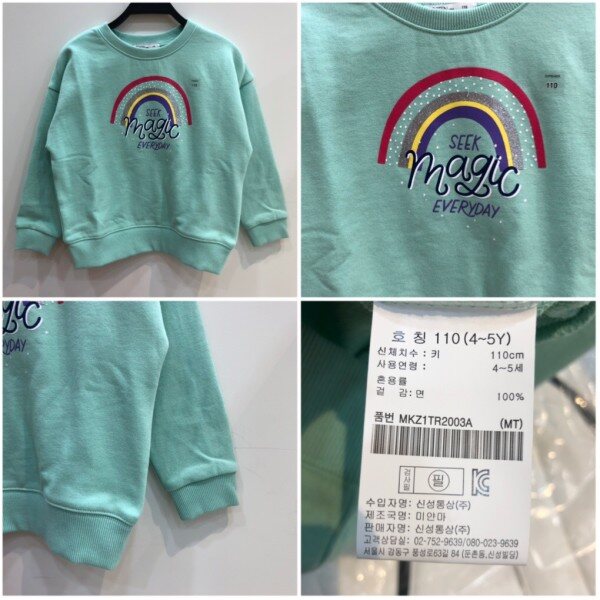 110
SEEK
magic
EVERYDAY
110
SEEK
magic
EVERYDAY
gic
DAY
호 칭 110 (4~5Y)
신체치수 : 키 110cm
사용연령 : 4~5세
혼용률
겉 감 : 면 100%
품번 MKZ1TR2003A (MT)
검사필 필 KC
수입자명: 신성통상(주)
제조국명: 미얀마
판매자명: 신성통상(주)
고객상담실: 02-752-9639/080-023-9639
서울시 강동구 풍성로63길 84 (둔촌동,신성빌딩)